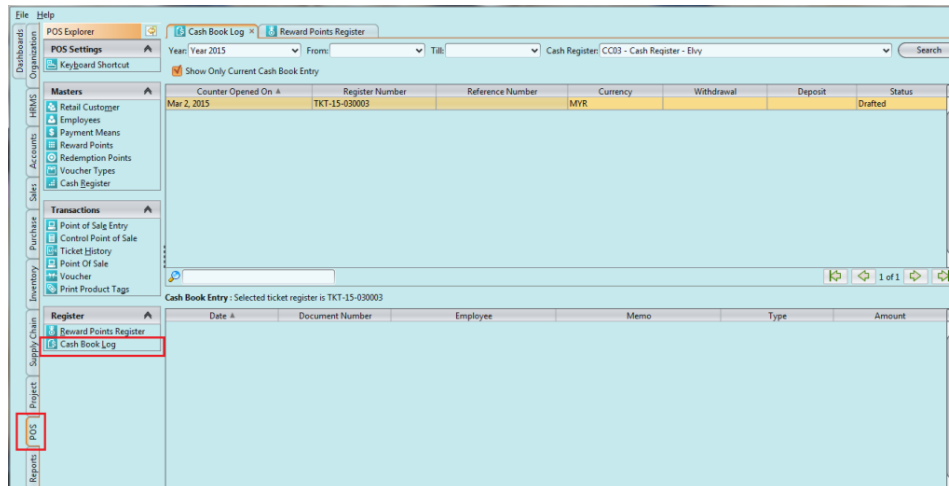 File Help
POS Explorer
Cash Book Log
Reward Points Register
POS Settings
Keyboard Shortcut
Year: Year 2015 From: Till: Cash Register: CC03 - Cash Register - Elvy Search
Show Only Current Cash Book Entry
Masters
Retail Customer
Employees
Payment Means
Reward Points
Redemption Points
Voucher Types
Cash Register
Counter Opened On Register Number Reference Number Currency Withdrawal Deposit Status
Mar 2, 2015 TKT-15-030003 MYR Drafted
Transactions
Point of Sale Entry
Control Point of Sale
Ticket History
Point Of Sale
Voucher
Print Product Tags
1 of 1
Cash Book Entry : Selected ticket register is TKT-15-030003
Date Document Number Employee Memo Type Amount
Register
Reward Points Register
Cash Book Log
Dashboards
Organization
HRMS
Accounts
Sales
Purchase
Inventory
Supply Chain
Project
POS
Reports